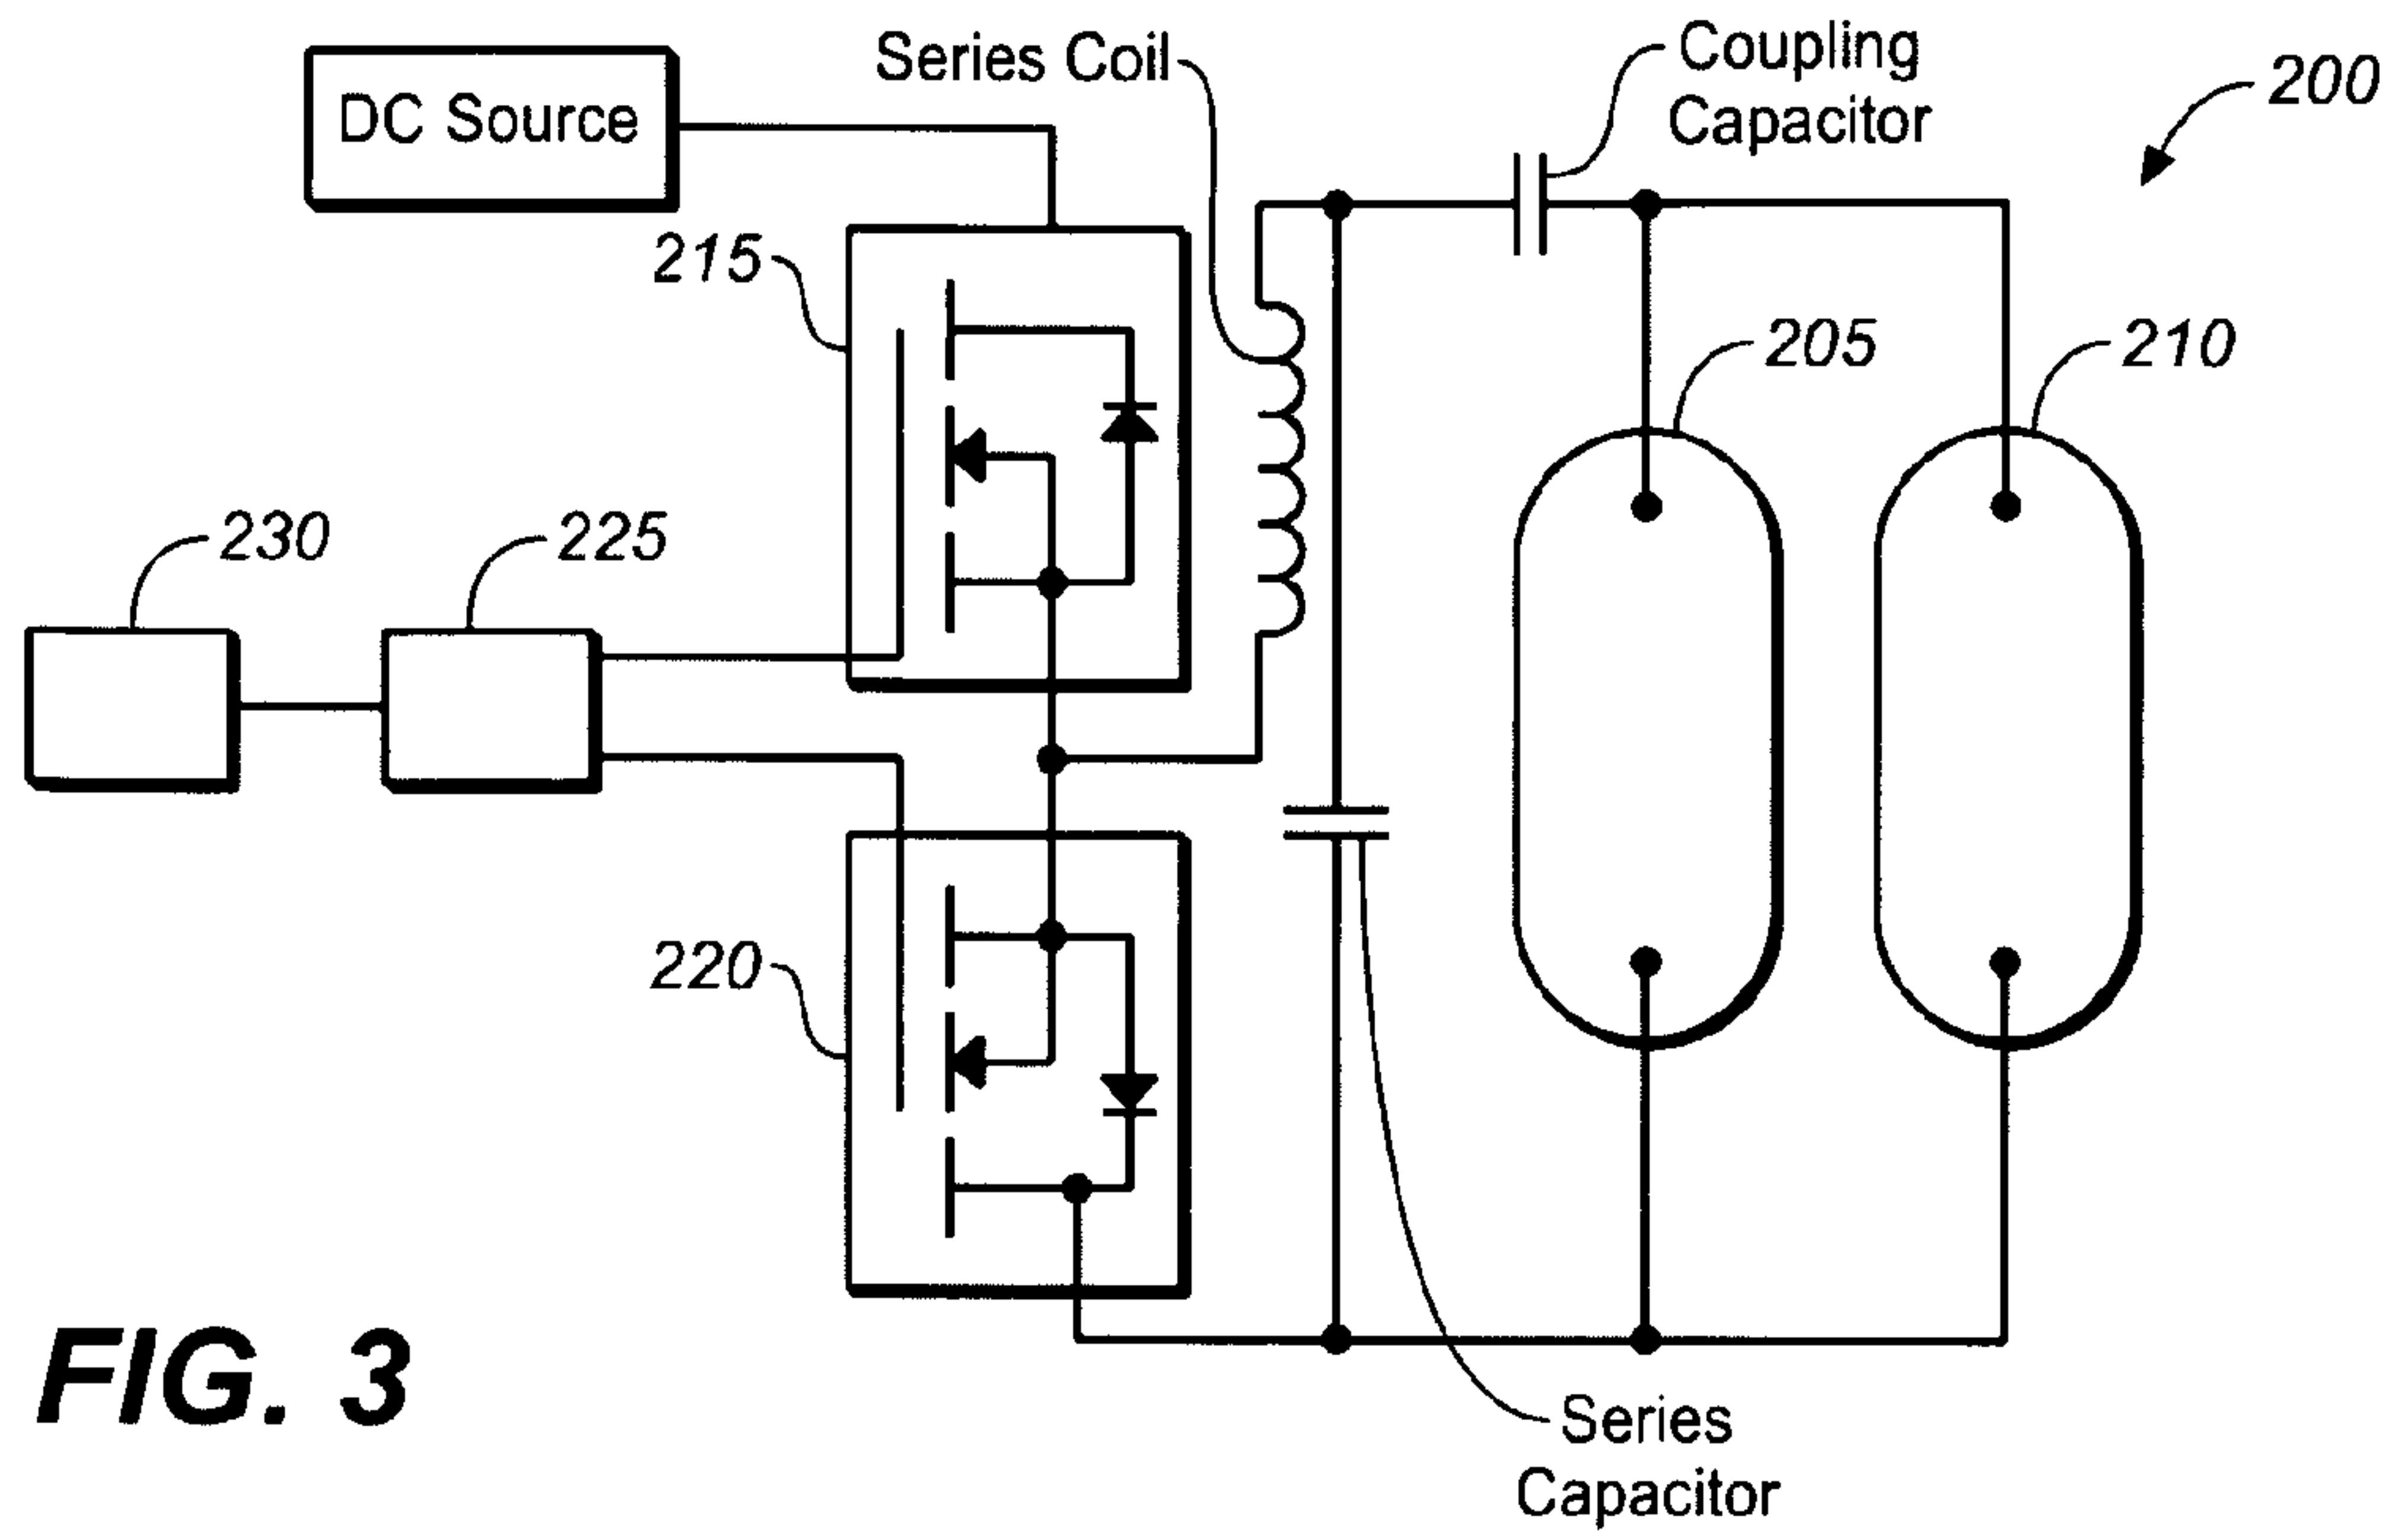 Series Coil
Coupling
Capacitor
200
DC Source
215
205
210
230
225
220
FIG. 3
Series
Capacitor